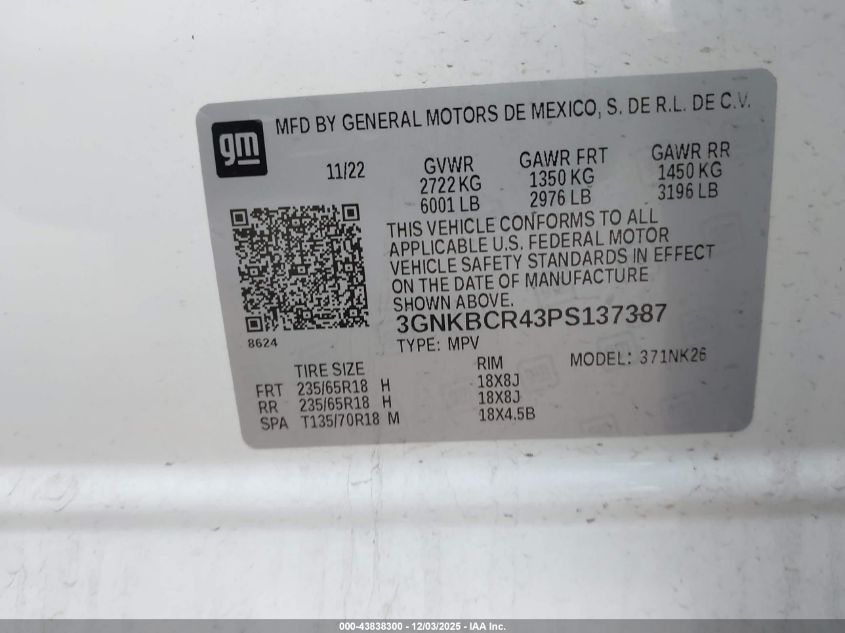 gm
MFD BY GENERAL MOTORS DE MEXICO, S. DE R.L. DE C.V.
11/22
GVWR
2722 KG
6001 LB
GAWR FRT
1350 KG
2976 LB
GAWR RR
1450 KG
3196 LB
THIS VEHICLE CONFORMS TO ALL
APPLICABLE U.S. FEDERAL MOTOR
VEHICLE SAFETY STANDARDS IN EFFECT
ON THE DATE OF MANUFACTURE
SHOWN ABOVE.
3GNKBCR43PS137387
8624
TYPE: MPV
MODEL: 371NK26
TIRE SIZE RIM
FRT 235/65R18 H 18X8J
RR 235/65R18 H 18X8J
SPA T135/70R18 M 18X4.5B
000-43838300 - 12/03/2025 - IAA Inc.